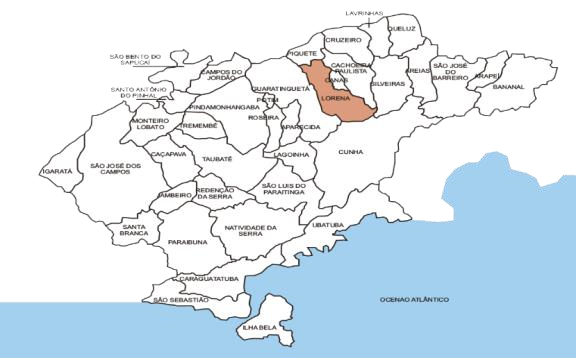 LAVRINHAS
QUELUZ
CRUZEIRO
PIQUETE
SÃO BENTO DO
SAPUCAÍ
CAMPOS DO
JORDÃO
CACHOEIRA
PAULISTA
CANAS
AREIAS
SÃO JOSÉ
DO
BARREIRO
ARAPEÍ
BANANAL
SILVEIRAS
SANTO ANTÔNIO
DO PINHAL
GUARATINGUETÁ
LORENA
POTIM
PINDAMONHANGABA
ROSEIRA
MONTEIRO
LOBATO
TREMEMBÉ
APARECIDA
CAÇAPAVA
TAUBATÉ
LAGOINHA
CUNHA
IGARATÁ
SÃO JOSÉ DOS
CAMPOS
JAMBEIRO
REDENÇÃO
DA SERRA
SÃO LUIS DO
PARAITINGA
SANTA
BRANCA
PARAIBUNA
NATIVIDADE DA
SERRA
UBATUBA
CARAGUATATUBA
SÃO SEBASTIÃO
ILHA BELA
OCENAO ATLÂNTICO